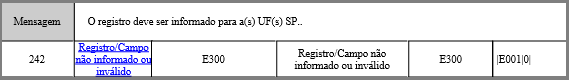 Mensagem O registro deve ser informado para a(s) UF(s) SP..
242 Registro/Campo não informado ou inválido E300 Registro/Campo não informado ou inválido E300 |E001|0|